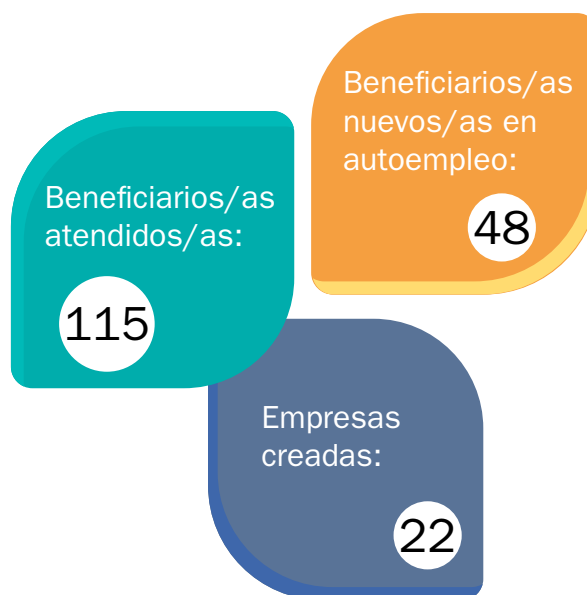 Beneficiarios/as
nuevos/as en
autoempleo:
48
Beneficiarios/as
atendidos/as:
115
Empresas
creadas:
22